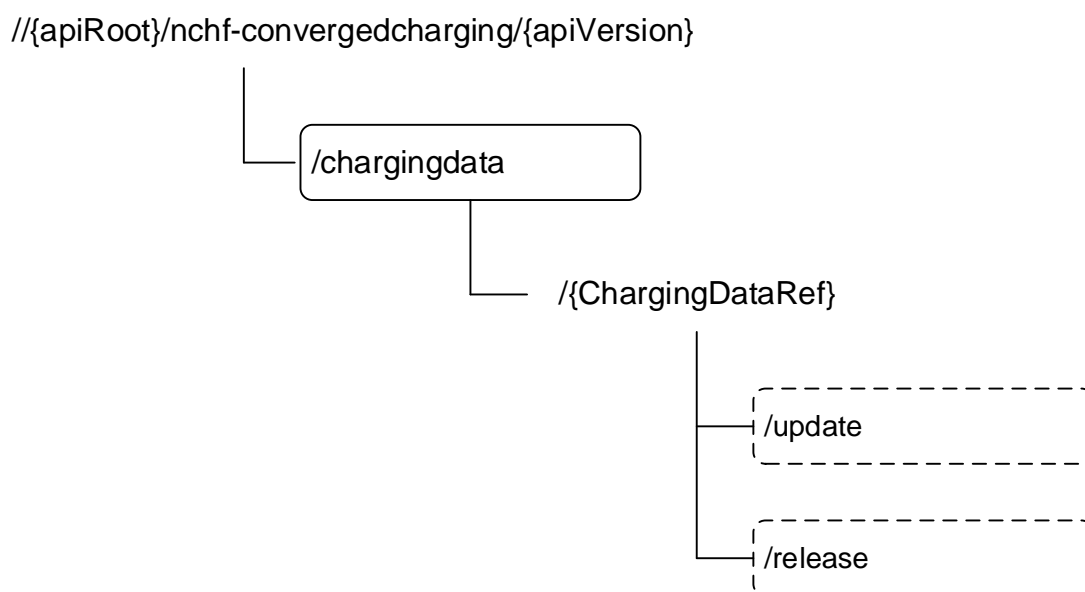 //{apiRoot}/nchf-convergedcharging/{apiVersion}
/chargingdata
/{ChargingDataRef}
/update
/release